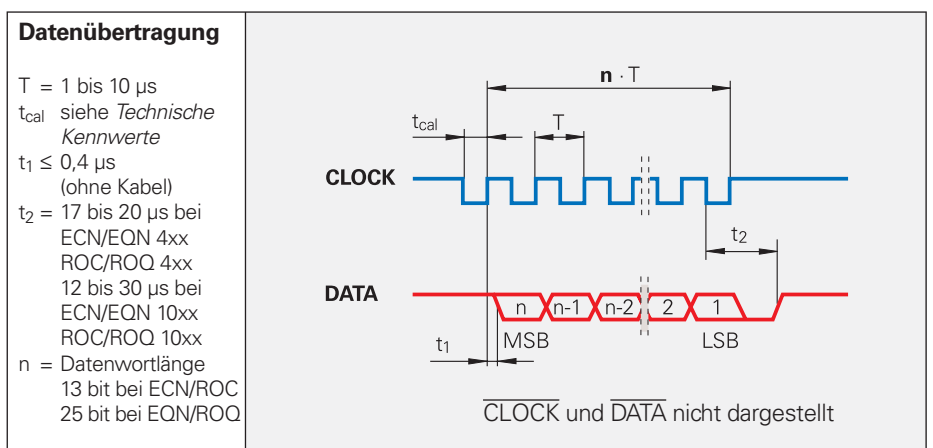 Datenübertragung
T = 1 bis 10 µs
tcal siehe Technische
Kennwerte
t1 ≤ 0,4 µs
(ohne Kabel)
t2 = 17 bis 20 µs bei
ECN/EQN 4xx
ROC/ROQ 4xx
12 bis 30 µs bei
ECN/EQN 10xx
ROC/ROQ 10xx
n = Datenwortlänge
13 bit bei ECN/ROC
25 bit bei EQN/ROQ
n · T
tcal T
CLOCK
t2
DATA
n n-1 n-2 2 1
t1 MSB LSB
CLOCK und DATA nicht dargestellt